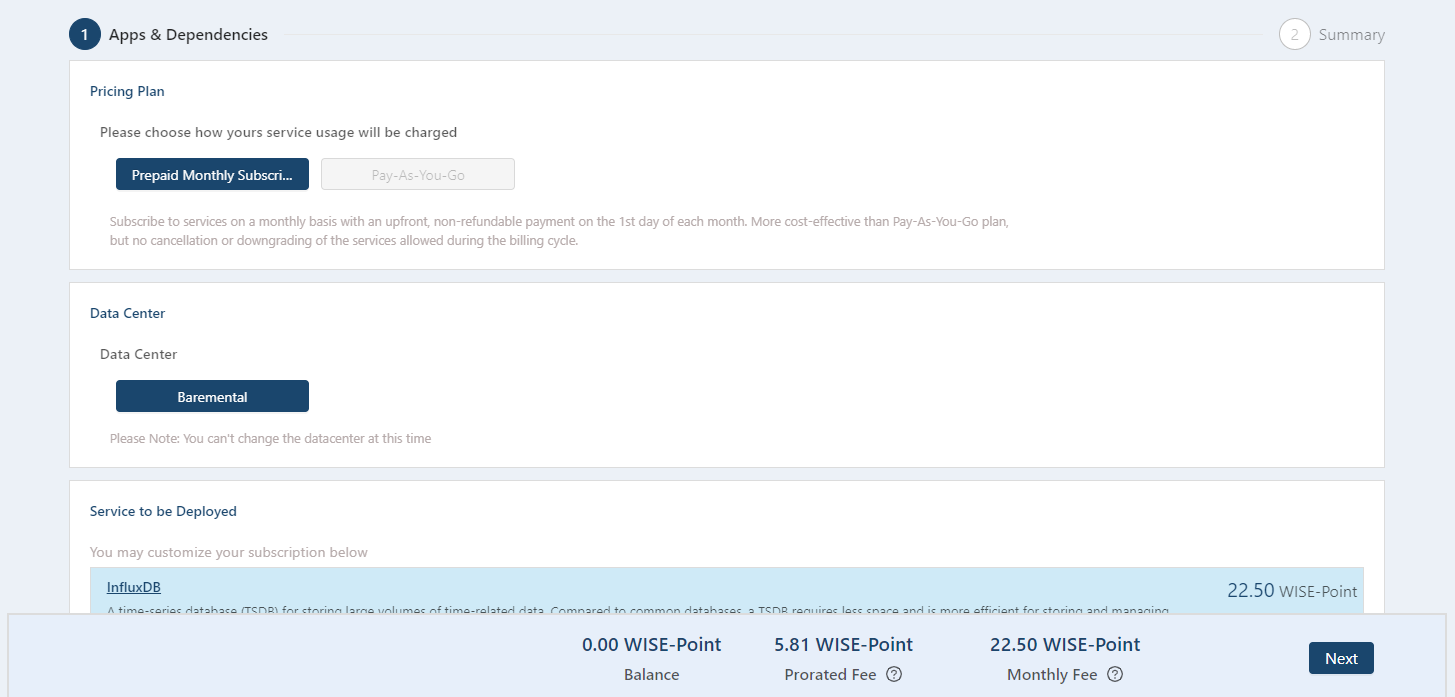 1 Apps & Dependencies
2 Summary
Pricing Plan
Please choose how yours service usage will be charged
Prepaid Monthly Subscri...
Pay-As-You-Go
Subscribe to services on a monthly basis with an upfront, non-refundable payment on the 1st day of each month. More cost-effective than Pay-As-You-Go plan,
but no cancellation or downgrading of the services allowed during the billing cycle.
Data Center
Data Center
Baremental
Please Note: You can't change the datacenter at this time
Service to be Deployed
You may customize your subscription below
InfluxDB
22.50 WISE-Point
A time-series database (TSDB) for storing large volumes of time-related data. Compared to common databases, a TSDB requires less space and is more efficient for storing and managing
0.00 WISE-Point
Balance
5.81 WISE-Point
Prorated Fee ?
22.50 WISE-Point
Monthly Fee ?
Next